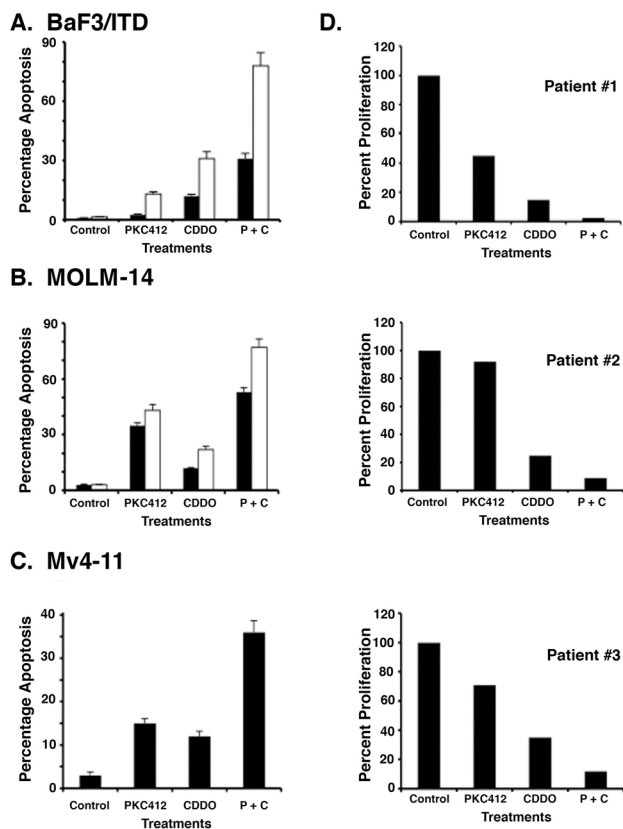 A. BaF3/ITD
Percentage Apoptosis
90
60
30
0
Control PKC412 CDDO P + C
Treatments
B. MOLM-14
Percentage Apoptosis
90
60
30
0
Control PKC412 CDDO P + C
Treatments
C. Mv4-11
Percentage Apoptosis
40
30
20
10
0
Control PKC412 CDDO P + C
Treatments
D.
Patient #1
Percent Proliferation
120
100
80
60
40
20
0
Control PKC412 CDDO P + C
Treatments
Patient #2
Percent Proliferation
120
100
80
60
40
20
0
Control PKC412 CDDO P + C
Treatments
Patient #3
Percent Proliferation
120
100
80
60
40
20
0
Control PKC412 CDDO P + C
Treatments